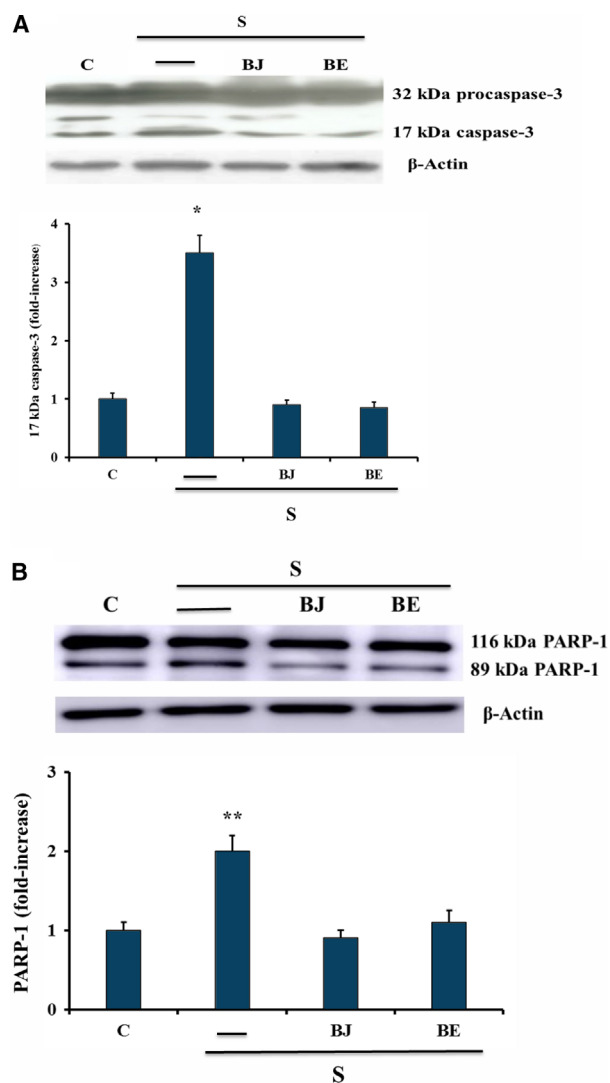 A
S
C BJ BE
32 kDa procaspase-3
17 kDa caspase-3
β-Actin
*
17 kDa caspase-3 (fold-increase)
4
3
2
1
0
C BJ BE
S
B
S
C BJ BE
116 kDa PARP-1
89 kDa PARP-1
β-Actin
**
PARP-1 (fold-increase)
3
2
1
0
C BJ BE
S